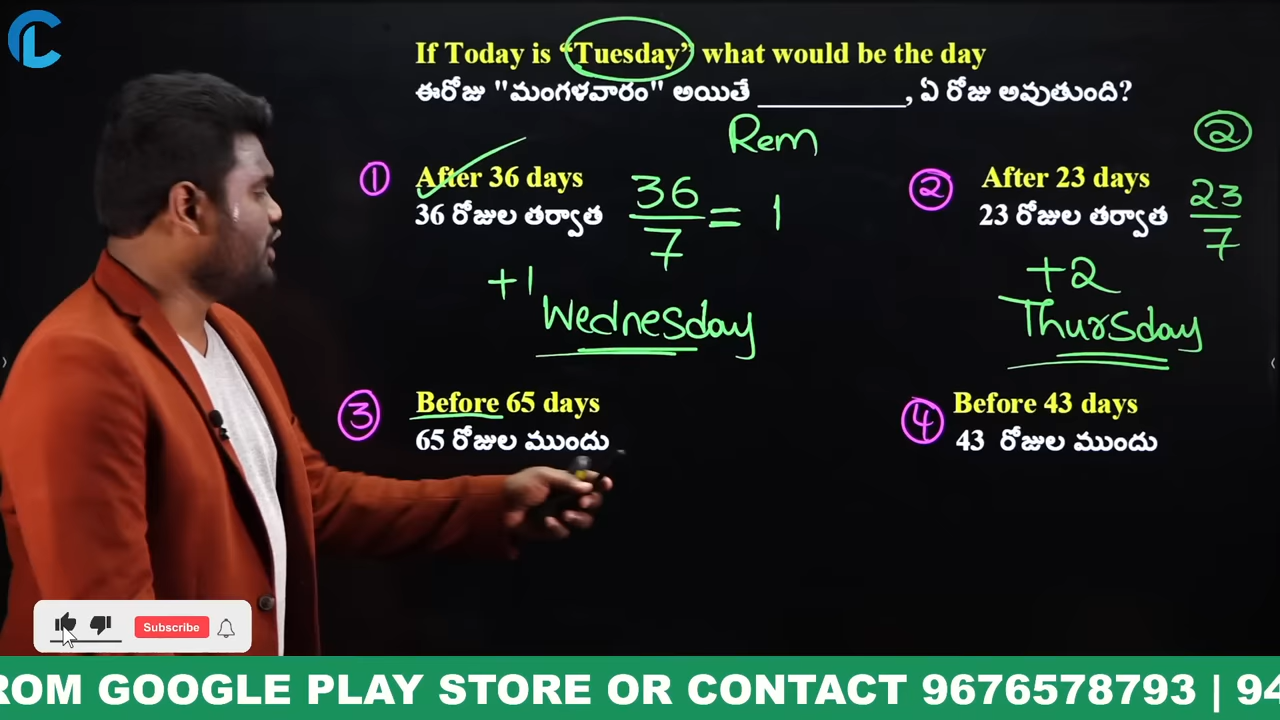 If Today is “Tuesday” what would be the day
ఈరోజు "మంగళవారం" అయితే __________, ఏ రోజు అవుతుంది?
Rem
②
① After 36 days
36 రోజుల తర్వాత
36/7 = 1
+1
Wednesday
② After 23 days
23 రోజుల తర్వాత
23/7
+2
Thursday
③ Before 65 days
65 రోజుల ముందు
④ Before 43 days
43 రోజుల ముందు
Subscribe
ROM GOOGLE PLAY STORE OR CONTACT 9676578793 | 94